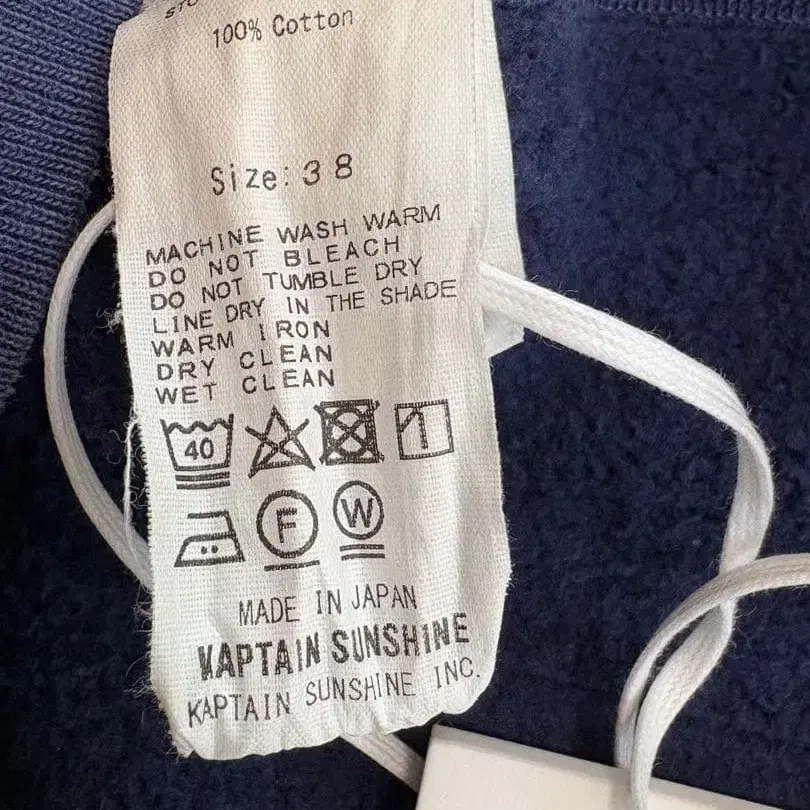 100% Cotton
Size: 38
MACHINE WASH WARM
DO NOT BLEACH
DO NOT TUMBLE DRY
LINE DRY IN THE SHADE
WARM IRON
DRY CLEAN
WET CLEAN
40
F W
MADE IN JAPAN
KAPTAIN SUNSHINE
KAPTAIN SUNSHINE INC.